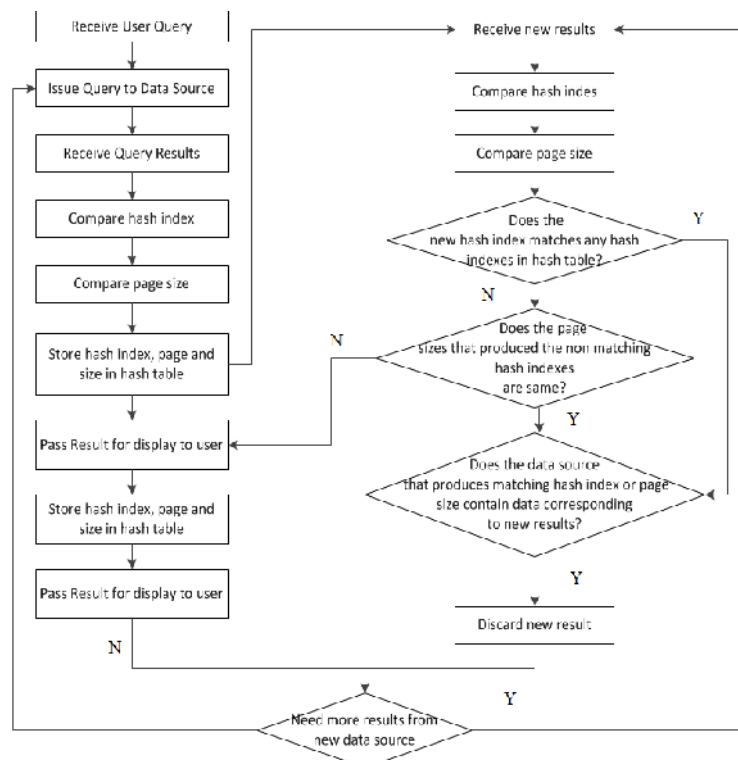 Receive User Query
Issue Query to Data Source
Receive Query Results
Compare hash index
Compare page size
Store hash index, page and
size in hash table
Pass Result for display to user
Store hash index, page and
size in hash table
Pass Result for display to user
N
Receive new results
Compare hash indes
Compare page size
Does the
new hash index matches any hash
indexes in hash table?
Y
N
Does the page
sizes that produced the non matching
hash indexes
are same?
N
Y
Does the data source
that produces matching hash index or page
size contain data corresponding
to new results?
Y
Discard new result
Y
Need more results from
new data source